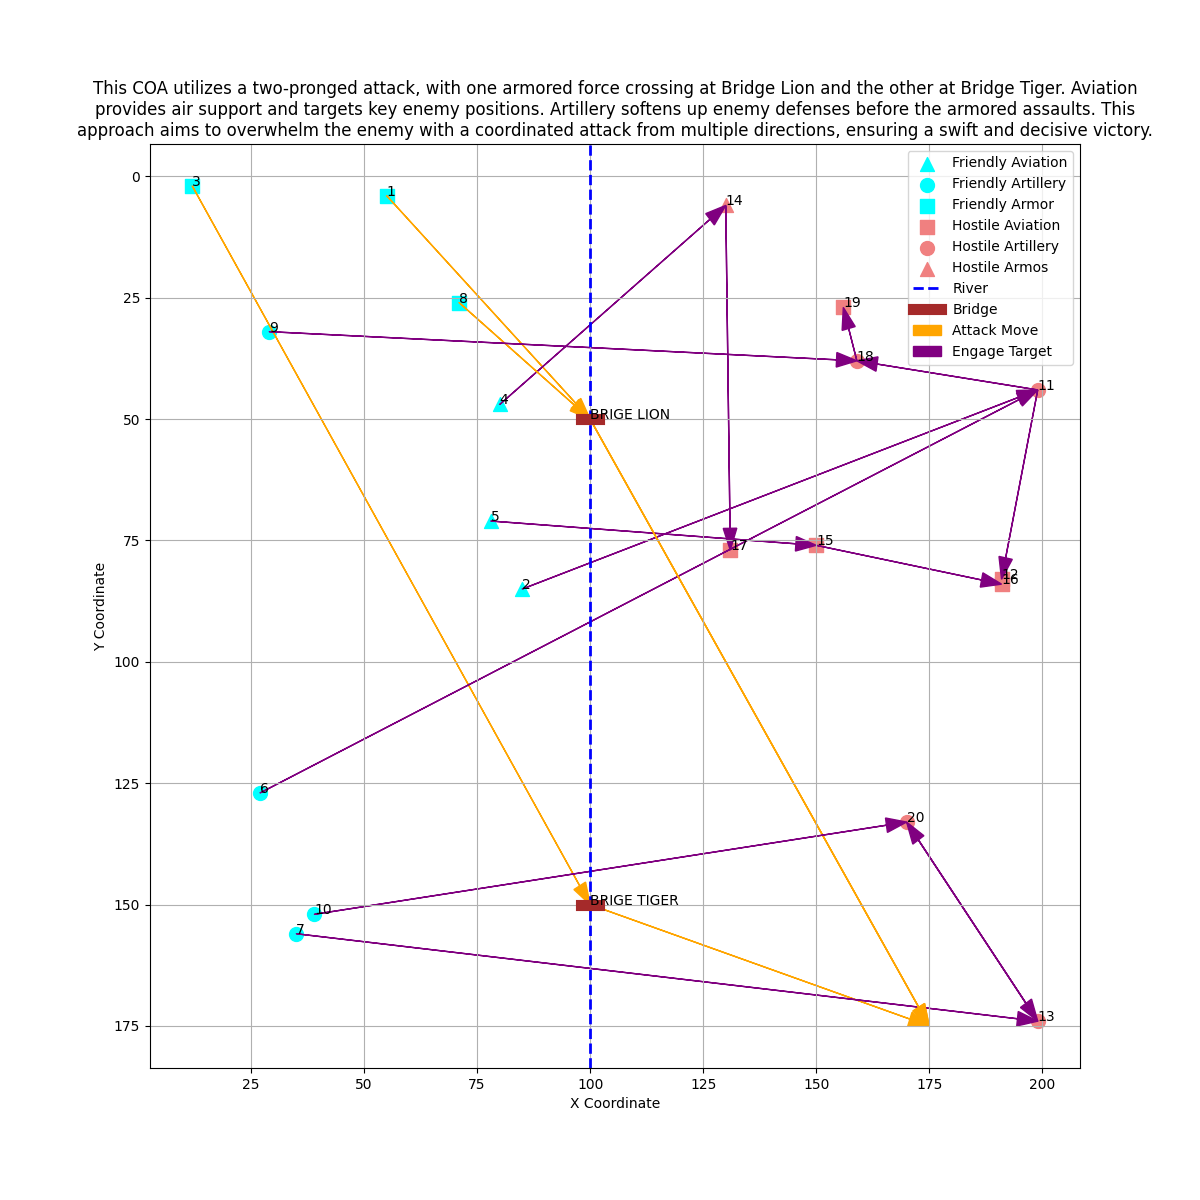 This COA utilizes a two-pronged attack, with one armored force crossing at Bridge Lion and the other at Bridge Tiger. Aviation
provides air support and targets key enemy positions. Artillery softens up enemy defenses before the armored assaults. This
approach aims to overwhelm the enemy with a coordinated attack from multiple directions, ensuring a swift and decisive victory.
Friendly Aviation
Friendly Artillery
Friendly Armor
Hostile Aviation
Hostile Artillery
Hostile Armos
River
Bridge
Attack Move
Engage Target
0
25
50
75
100
125
150
175
Y Coordinate
3
1
14
8
19
9
18
11
4
BRIGE LION
5
17
15
12
16
2
6
20
BRIGE TIGER
10
7
13
25
50
75
100
125
150
175
200
X Coordinate